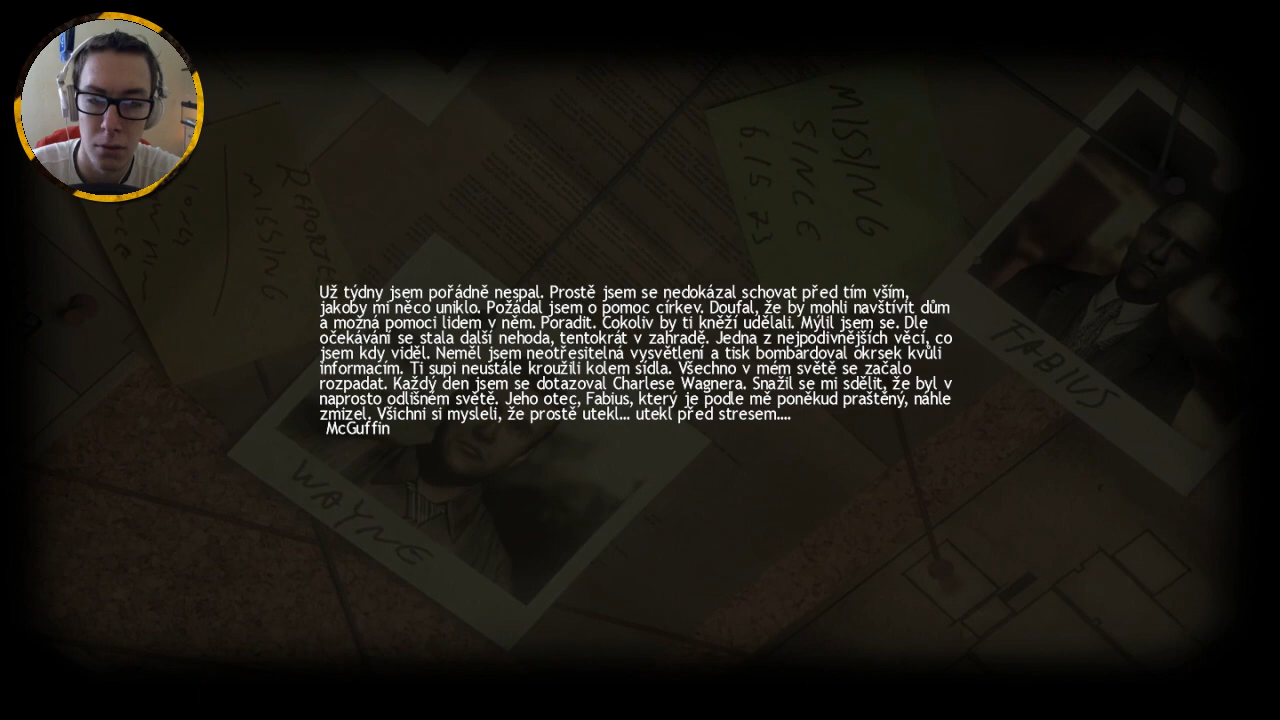 Už týdny jsem pořádně nespal. Prostě jsem se nedokázal schovat před tím vším,
jakoby mi něco uniklo. Požádal jsem o pomoc církev. Doufal, že by mohli navštívit dům
a možná pomoci lidem v něm. Poradit. Cokoliv by ti kněží udělali. Mýlil jsem se. Dle
očekávání se stala další nehoda, tentokrát v zahradě. Jedna z nejpodivnějších věcí, co
jsem kdy viděl. Neměl jsem neotřesitelná vysvětlení a tisk bombardoval okrsek kvůli
informacím. Ti supi neustále kroužili kolem sídla. Všechno v mém světě se začalo
rozpadat. Každý den jsem se dotazoval Charlese Wagnera. Snažil se mi sdělit, že byl v
naprosto odlišném světě. Jeho otec, Fabius, který je podle mě poněkud praštěný, náhle
zmizel. Všichni si mysleli, že prostě utekl... utekl před stresem....
McGuffin
MISSING
SINCE
6.15.73
RAPORTE
MISSING
FABIUS
WAYNE